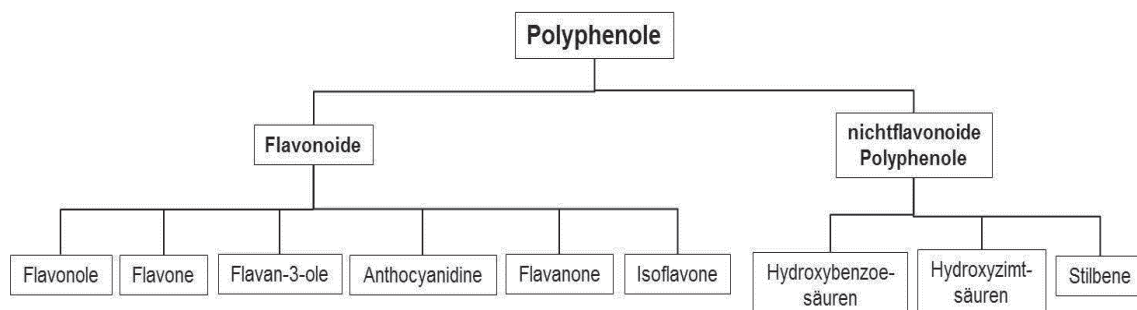 Polyphenole
Flavonoide
nichtflavonoide
Polyphenole
Flavonole
Flavone
Flavan-3-ole
Anthocyanidine
Flavanone
Isoflavone
Hydroxybenzoe-
säuren
Hydroxyzimt-
säuren
Stilbene